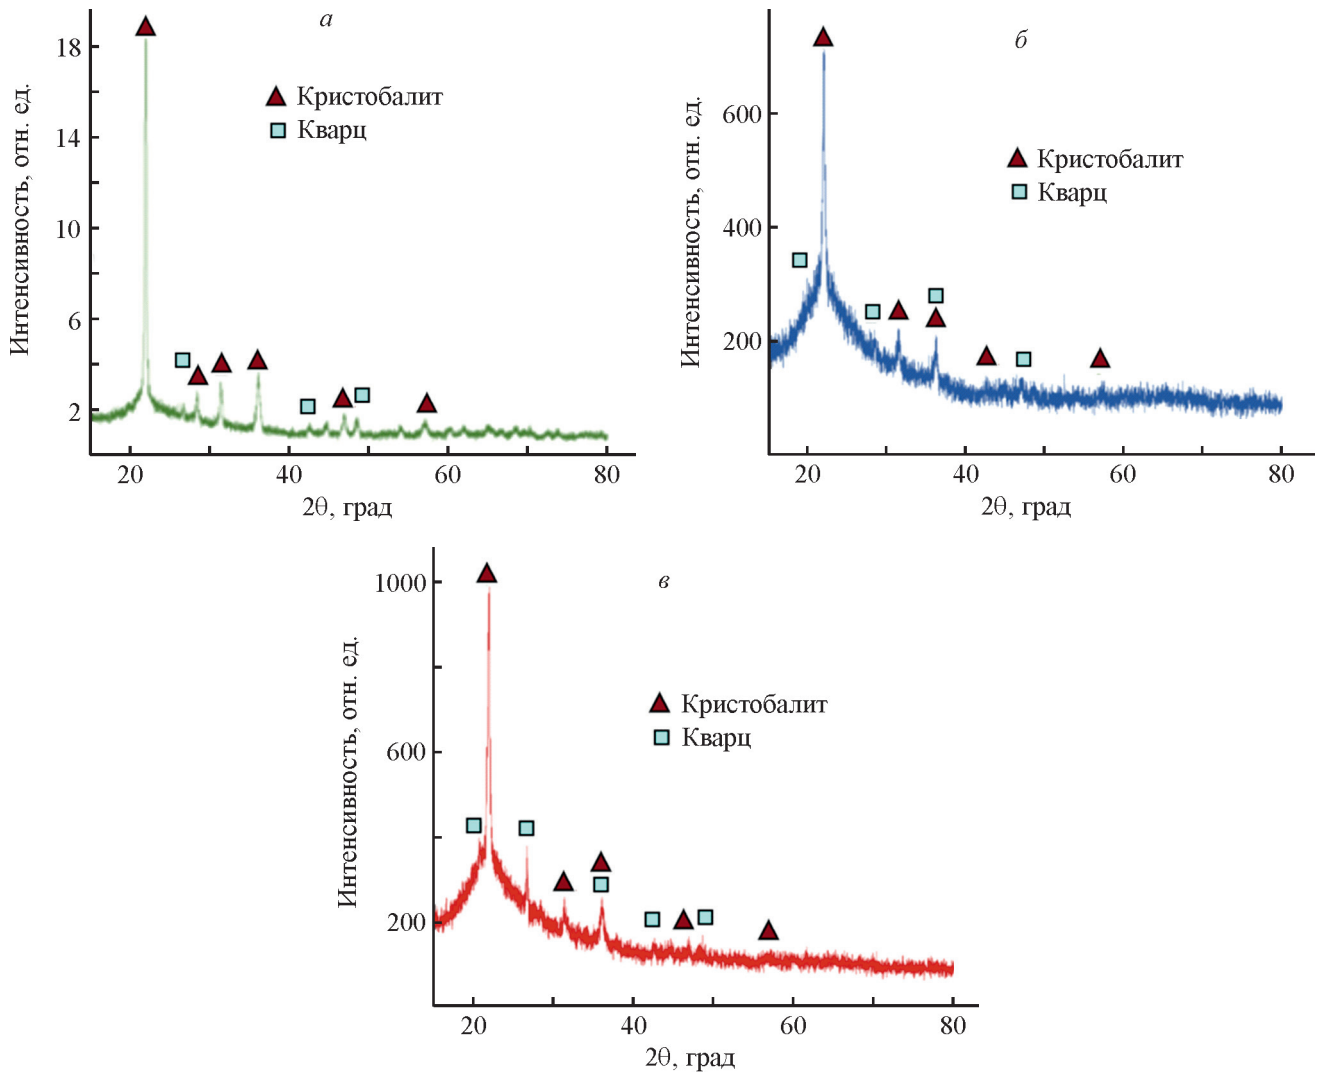 а
18
14
10
6
2
Интенсивность, отн. ед.
Кристобалит
Кварц
20 40 60 80
2θ, град
б
600
400
200
Интенсивность, отн. ед.
Кристобалит
Кварц
20 40 60 80
2θ, град
в
1000
600
200
Интенсивность, отн. ед.
Кристобалит
Кварц
20 40 60 80
2θ, град